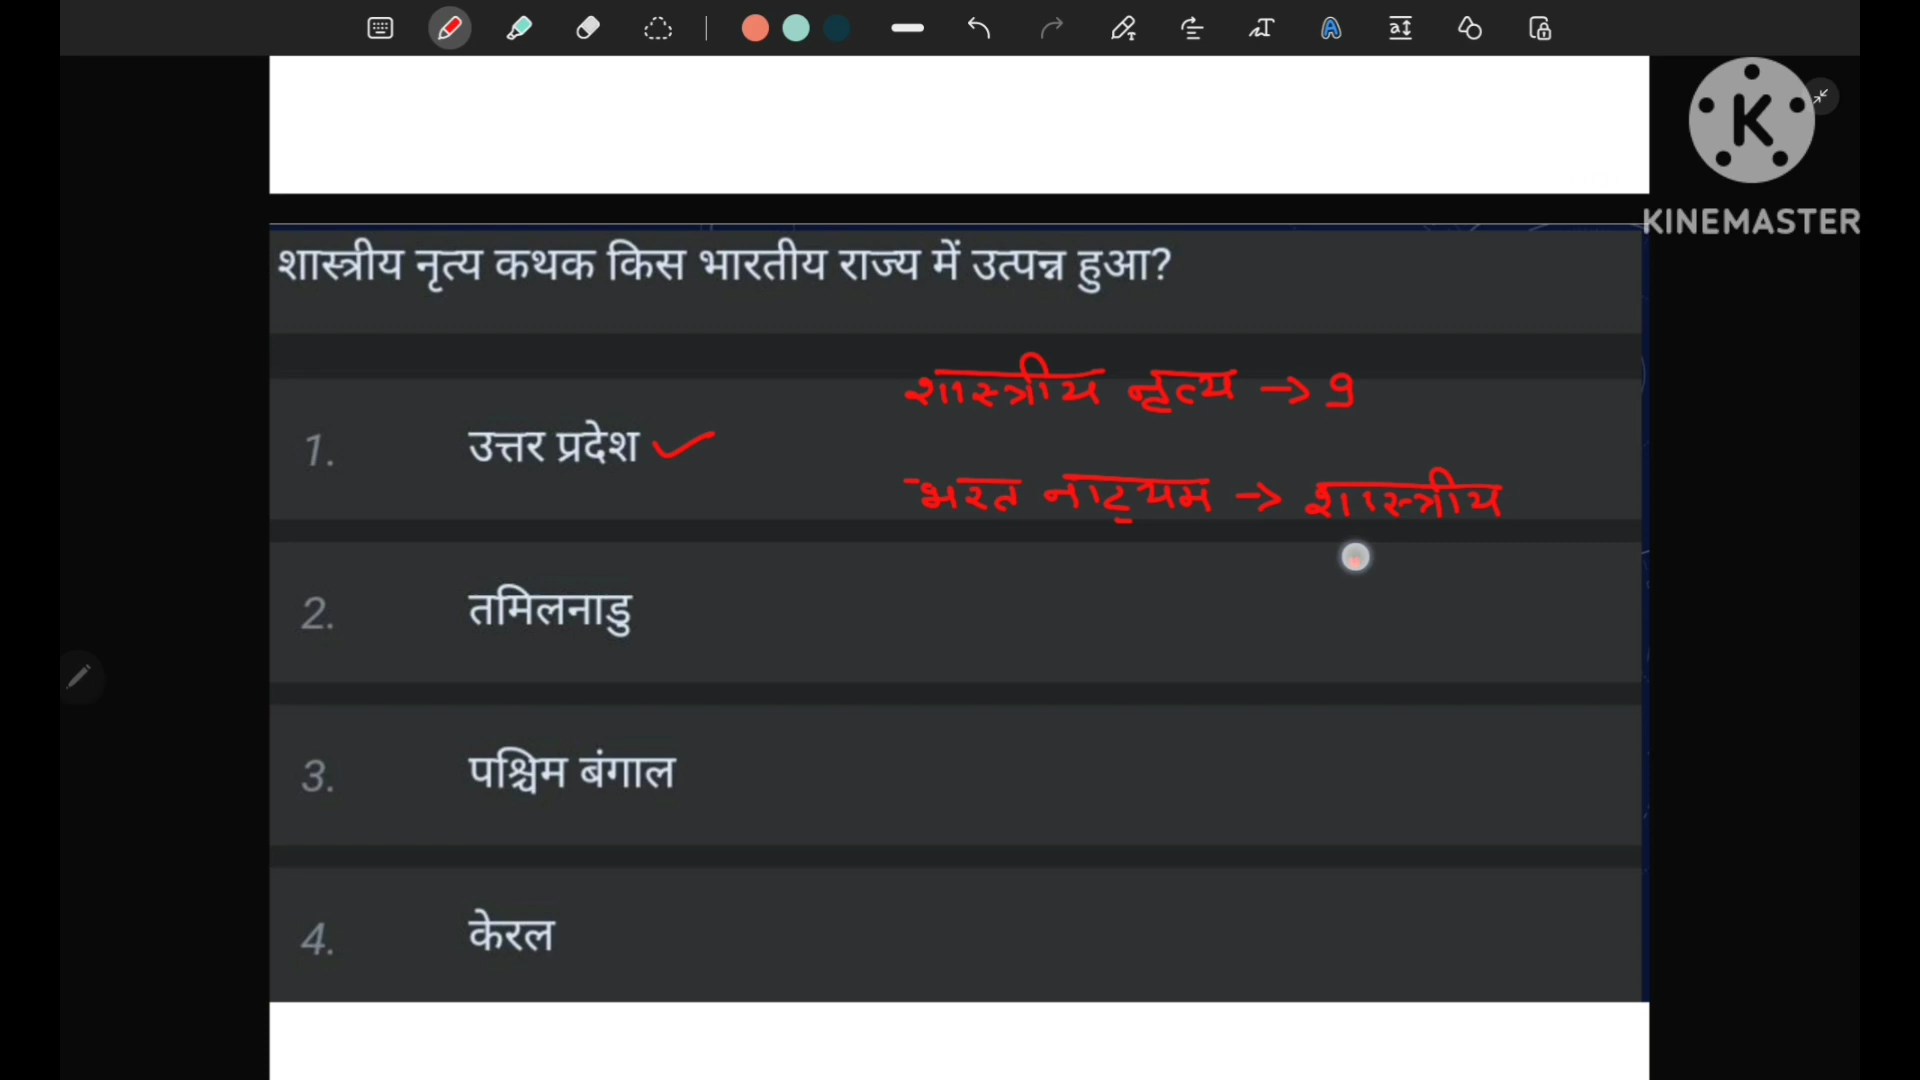 KINEMASTER
शास्त्रीय नृत्य कथक किस भारतीय राज्य में उत्पन्न हुआ?
शास्त्रीय नृत्य → 9
1. उत्तर प्रदेश ✓
भरत नाट्यम → शास्त्रीय
2. तमिलनाडु
3. पश्चिम बंगाल
4. केरल